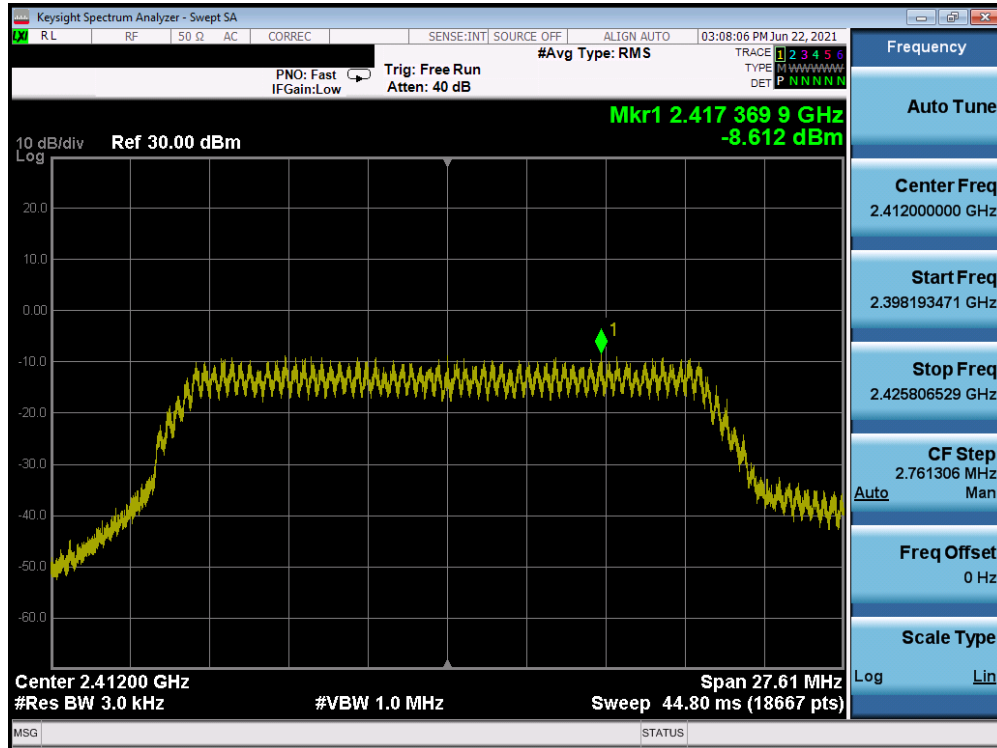 Keysight Spectrum Analyzer - Swept SA
LXI RL RF 50 Ω AC CORREC SENSE:INT SOURCE OFF ALIGN AUTO 03:08:06 PM Jun 22, 2021
#Avg Type: RMS
TRACE 1 2 3 4 5 6
TYPE M WWWWW
DET P N N N N N
PNO: Fast
IFGain:Low
Trig: Free Run
Atten: 40 dB
Mkr1 2.417 369 9 GHz
-8.612 dBm
10 dB/div Ref 30.00 dBm
Log
20.0
10.0
0.00
-10.0
-20.0
-30.0
-40.0
-50.0
-60.0
1
Center 2.41200 GHz
Span 27.61 MHz
#Res BW 3.0 kHz
#VBW 1.0 MHz
Sweep 44.80 ms (18667 pts)
MSG
STATUS
Frequency
Auto Tune
Center Freq
2.412000000 GHz
Start Freq
2.398193471 GHz
Stop Freq
2.425806529 GHz
CF Step
2.761306 MHz
Auto Man
Freq Offset
0 Hz
Scale Type
Log Lin